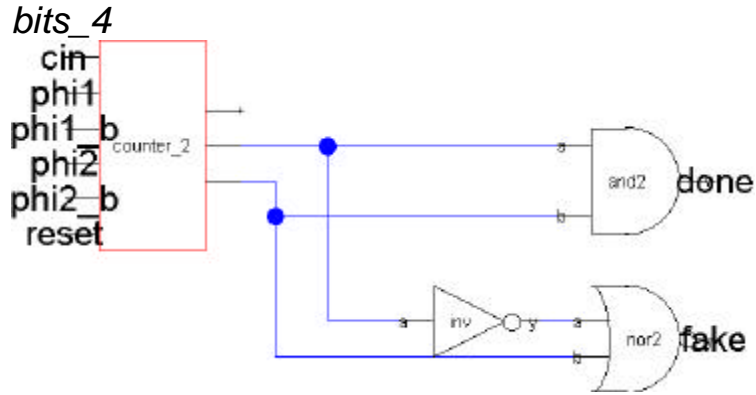 bits_4
cin
phi1
phi1_b
counter_2
phi2
phi2_b
reset
a
and2
done
b
a
inv
y
a
nor2
fake
b